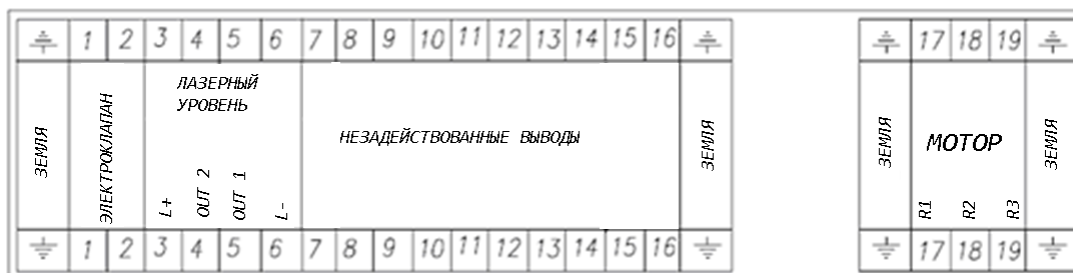 1 2 3 4 5 6 7 8 9 10 11 12 13 14 15 16
17 18 19
ЗЕМЛЯ
ЭЛЕКТРОКЛАПАН
ЛАЗЕРНЫЙ
УРОВЕНЬ
L+
OUT 2
OUT 1
L-
НЕЗАДЕЙСТВОВАННЫЕ ВЫВОДЫ
ЗЕМЛЯ
ЗЕМЛЯ
МОТОР
R1
R2
R3
ЗЕМЛЯ
1 2 3 4 5 6 7 8 9 10 11 12 13 14 15 16
17 18 19